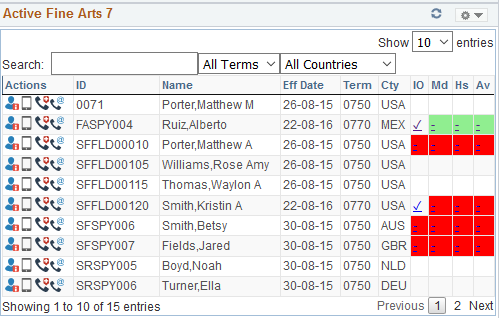 Active Fine Arts 7
Show 10 entries
Search: All Terms All Countries
Actions ID Name Eff Date Term Cty IO Md Hs Av
0071 Porter,Matthew M 26-08-15 0750 USA
FASPY004 Ruiz,Alberto 22-08-16 0770 MEX ✓ - - -
SFFLD00010 Porter,Matthew A 26-08-15 0750 USA - - -
SFFLD00105 Williams,Rose Amy 26-08-15 0750 USA
SFFLD00115 Thomas,Waylon A 26-08-15 0750 USA
SFFLD00120 Smith,Kristin A 22-08-16 0770 USA ✓ - - -
SFSPY006 Smith,Betsy 30-08-15 0750 AUS - - -
SFSPY007 Fields,Jared 30-08-15 0750 GBR - - -
SRSPY005 Boyd,Noah 30-08-15 0750 NLD
SRSPY006 Turner,Ella 30-08-15 0750 DEU
Showing 1 to 10 of 15 entries Previous 1 2 Next